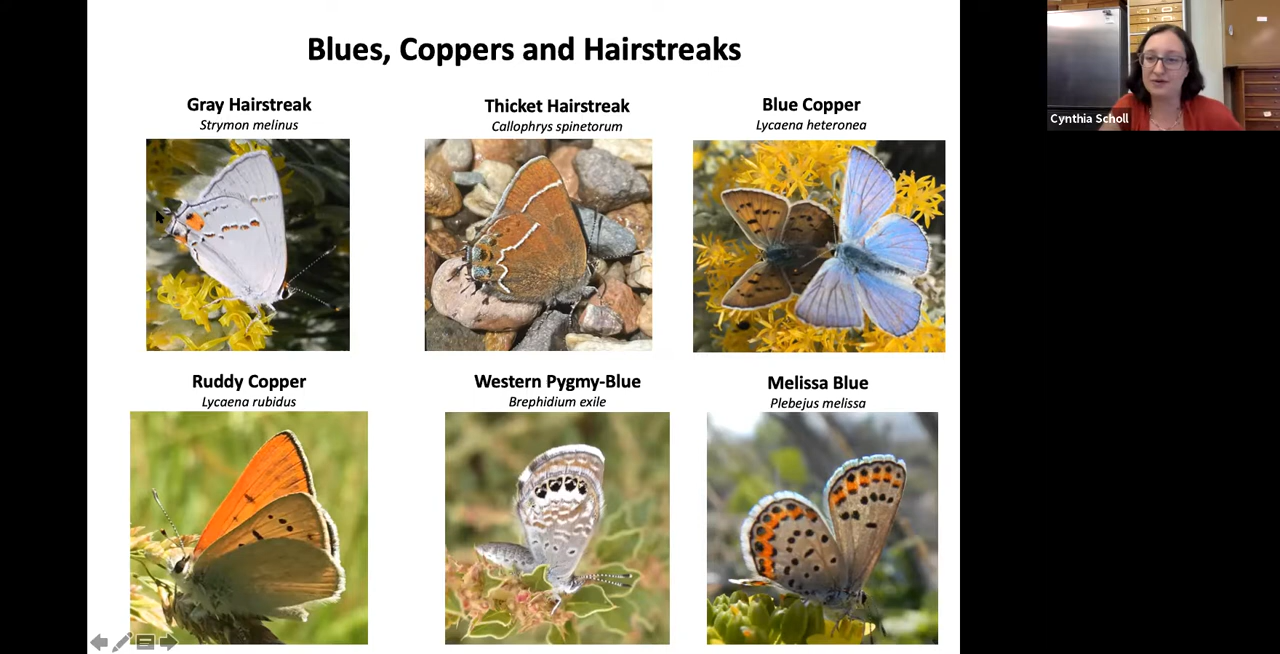 Blues, Coppers and Hairstreaks
Gray Hairstreak
Strymon melinus
Thicket Hairstreak
Callophrys spinetorum
Blue Copper
Lycaena heteronea
Ruddy Copper
Lycaena rubidus
Western Pygmy-Blue
Brephidium exile
Melissa Blue
Plebejus melissa
Cynthia Scholl